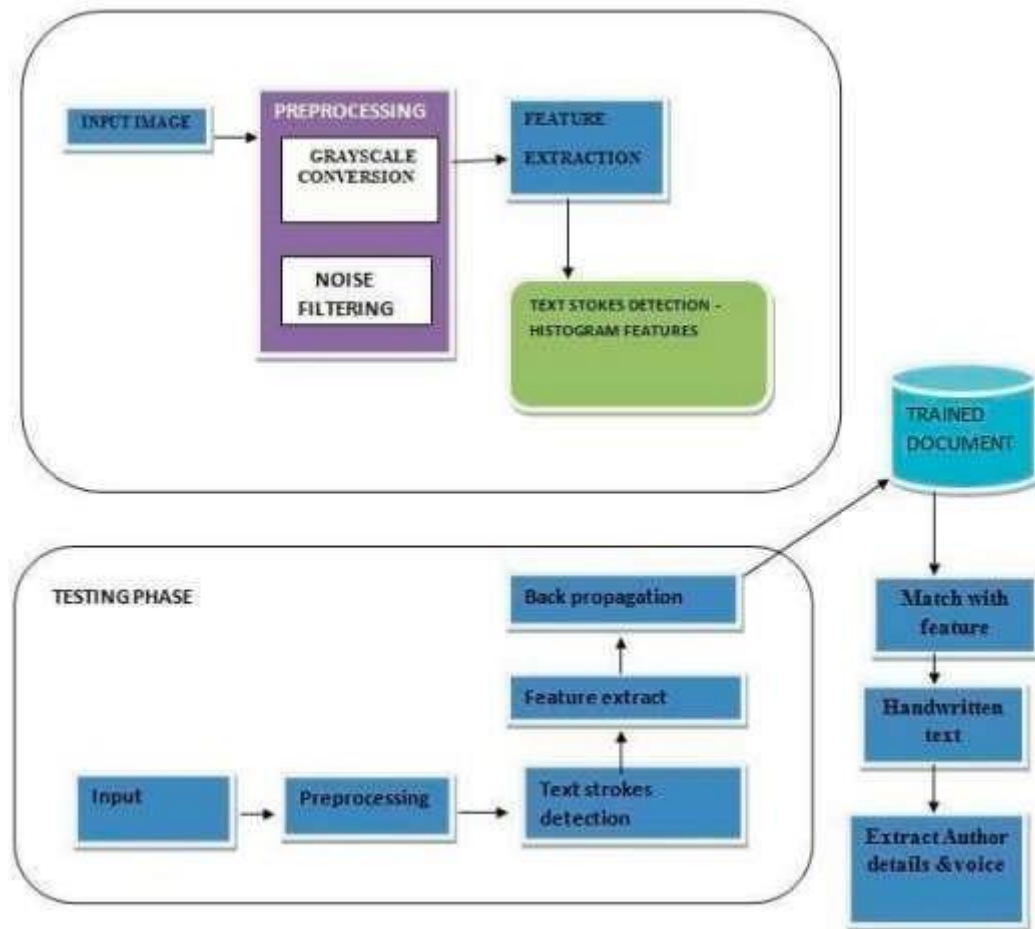 INPUT IMAGE
PREPROCESSING
GRAYSCALE
CONVERSION
NOISE
FILTERING
FEATURE
EXTRACTION
TEXT STOKES DETECTION -
HISTOGRAM FEATURES
TRAINED
DOCUMENT
TESTING PHASE
Input
Preprocessing
Text strokes
detection
Feature extract
Back propagation
Match with
feature
Handwritten
text
Extract Author
details &voice